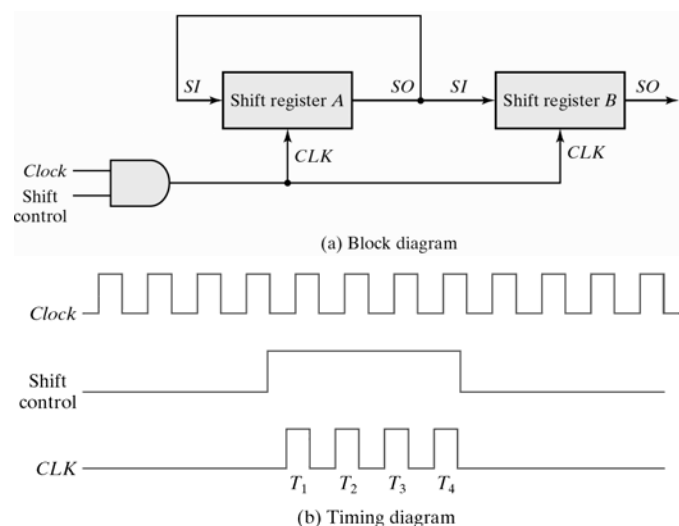 SI
Shift register A
SO
SI
Shift register B
SO
CLK
CLK
Clock
Shift
control
(a) Block diagram
Clock
Shift
control
CLK
T1 T2 T3 T4
(b) Timing diagram